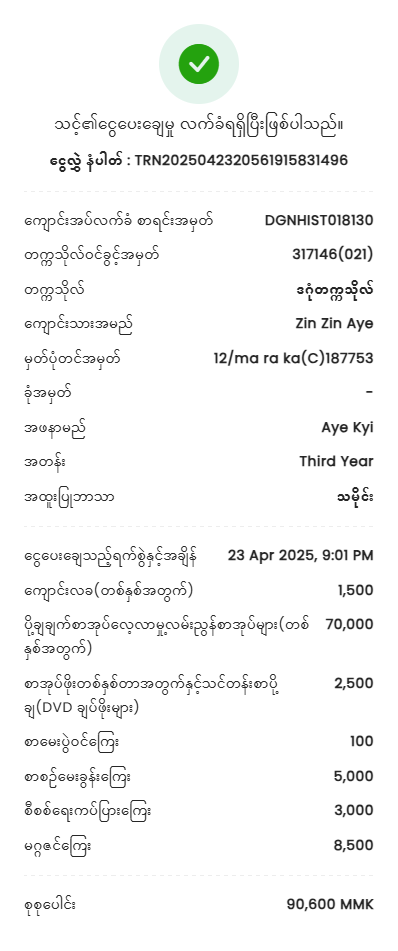 သင့်၏ငွေပေးချေမှု လက်ခံရရှိပြီးဖြစ်ပါသည်။
ငွေလွှဲ နံပါတ် : TRN2025042320561915831496
ကျောင်းအပ်လက်ခံ စာရင်းအမှတ် DGNHIST018130
တက္ကသိုလ်ဝင်ခွင့်အမှတ် 317146(021)
တက္ကသိုလ် ဒဂုံတက္ကသိုလ်
ကျောင်းသားအမည် Zin Zin Aye
မှတ်ပုံတင်အမှတ် 12/ma ra ka(C)187753
ခုံအမှတ် -
အဖနာမည် Aye Kyi
အတန်း Third Year
အထူးပြုဘာသာ သမိုင်း
ငွေပေးချေသည့်ရက်စွဲနှင့်အချိန် 23 Apr 2025, 9:01 PM
ကျောင်းလခ(တစ်နှစ်အတွက်) 1,500
ပို့ချချက်စာအုပ်လေ့လာမှု့လမ်းညွှန်စာအုပ်များ(တစ် 70,000
နှစ်အတွက်)
စာအုပ်ဖိုးတစ်နှစ်တာအတွက်နှင့်သင်တန်းစာပို့ 2,500
ချ(DVD ချပ်ဖိုးများ)
စာမေးပွဲဝင်ကြေး 100
စာစဉ်မေးခွန်းကြေး 5,000
စီစစ်ရေးကပ်ပြားကြေး 3,000
မဂ္ဂဇင်ကြေး 8,500
စုစုပေါင်း 90,600 MMK